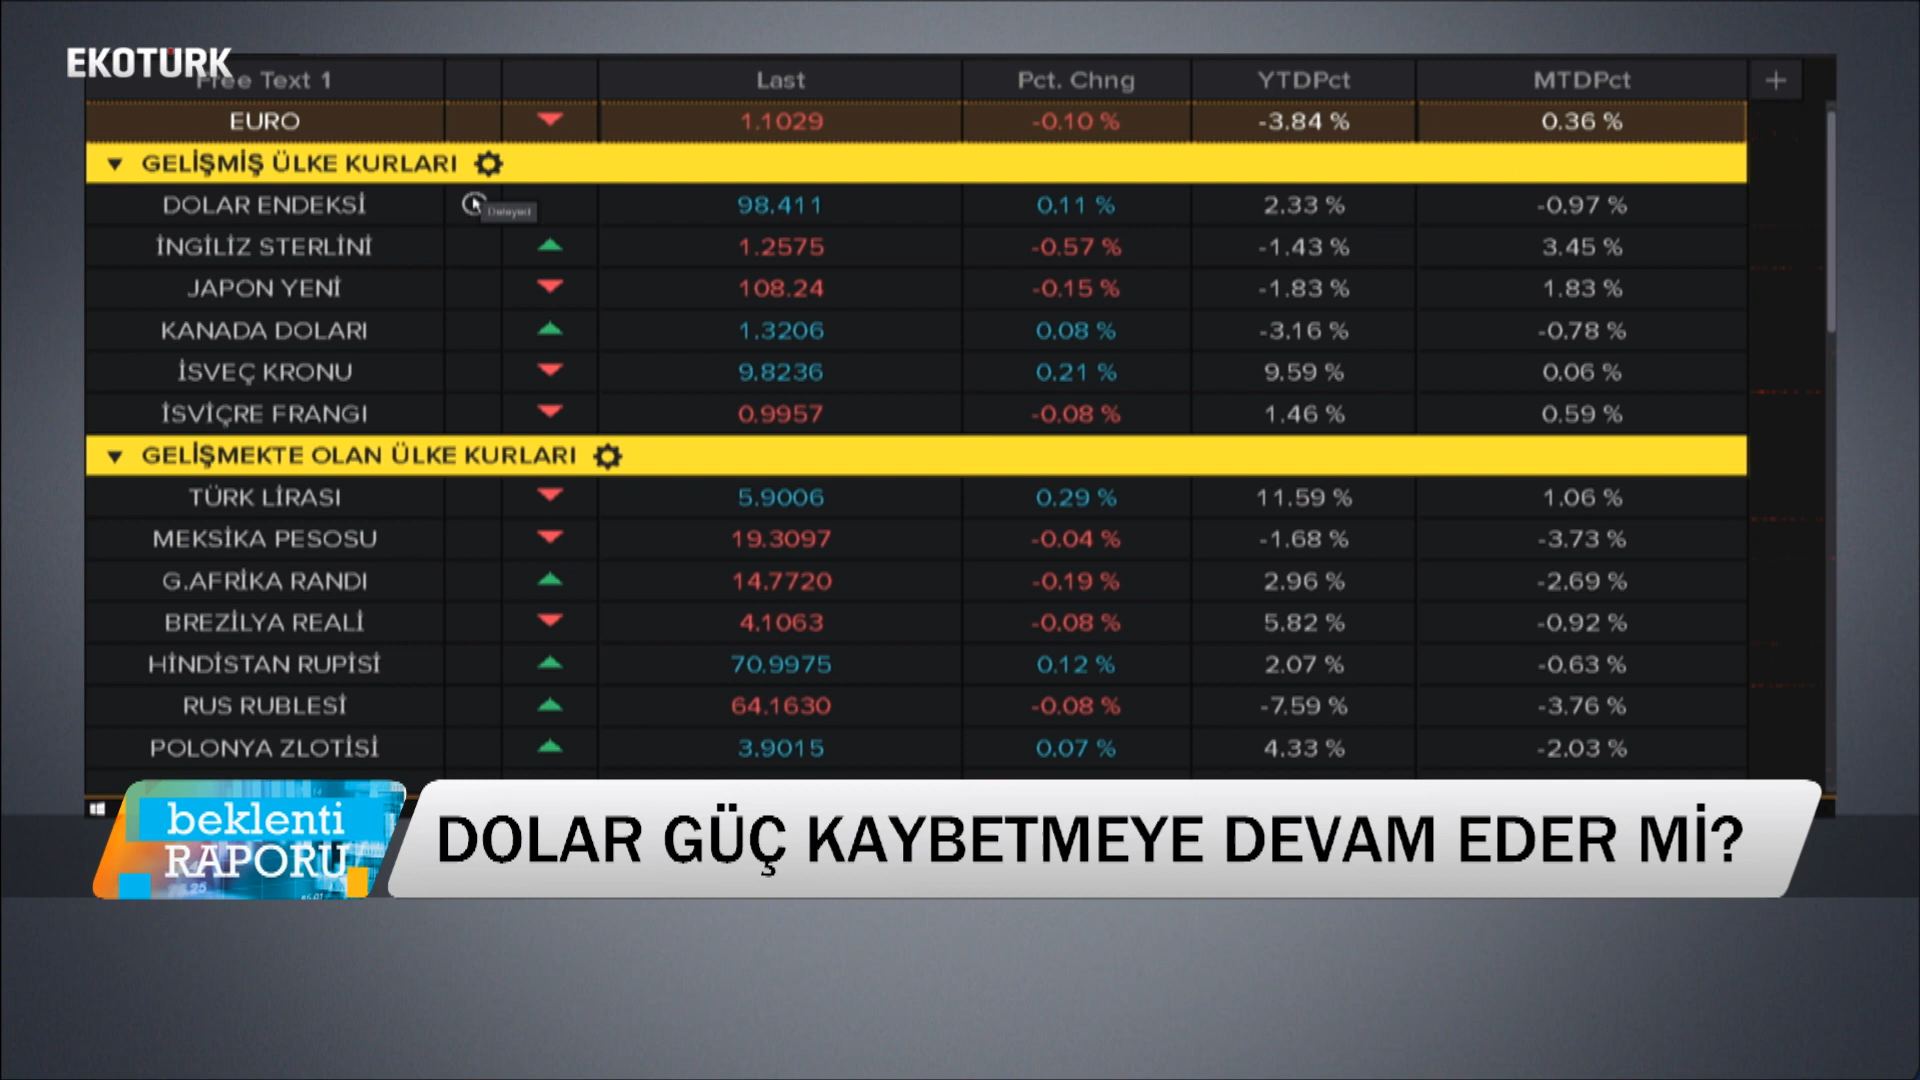 EKOTÜRK
Free Text 1 Last Pct. Chng YTDPct MTDPct +
EURO 1.1029 -0.10 % -3.84 % 0.36 %
GELİŞMİŞ ÜLKE KURLARI
DOLAR ENDEKSİ Delayed 98.411 0.11 % 2.33 % -0.97 %
İNGİLİZ STERLİNİ 1.2575 -0.57 % -1.43 % 3.45 %
JAPON YENİ 108.24 -0.15 % -1.83 % 1.83 %
KANADA DOLARI 1.3206 0.08 % -3.16 % -0.78 %
İSVEÇ KRONU 9.8236 0.21 % 9.59 % 0.06 %
İSVİÇRE FRANGI 0.9957 -0.08 % 1.46 % 0.59 %
GELİŞMEKTE OLAN ÜLKE KURLARI
TÜRK LİRASI 5.9006 0.29 % 11.59 % 1.06 %
MEKSİKA PESOSU 19.3097 -0.04 % -1.68 % -3.73 %
G.AFRİKA RANDI 14.7720 -0.19 % 2.96 % -2.69 %
BREZİLYA REALİ 4.1063 -0.08 % 5.82 % -0.92 %
HİNDİSTAN RUPİSİ 70.9975 0.12 % 2.07 % -0.63 %
RUS RUBLESİ 64.1630 -0.08 % -7.59 % -3.76 %
POLONYA ZLOTİSİ 3.9015 0.07 % 4.33 % -2.03 %
beklenti
RAPORU
DOLAR GÜÇ KAYBETMEYE DEVAM EDER Mİ?